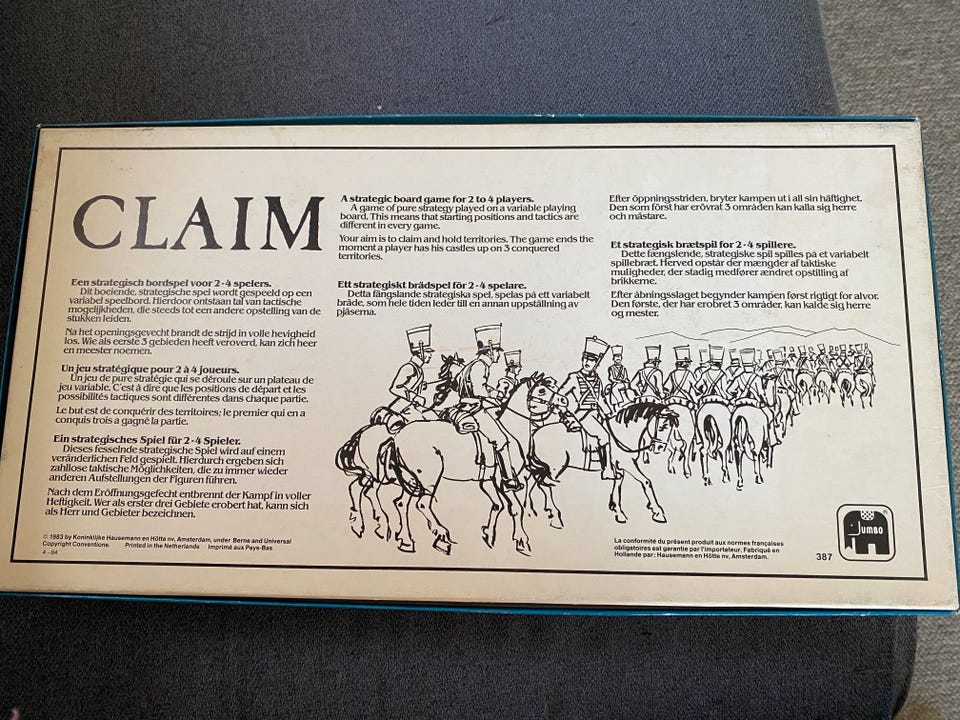 CLAIM
Een strategisch bordspel voor 2 - 4 spelers.
Dit boeiende, strategische spel wordt gespeeld op een
variabel speelbord. Hierdoor ontstaan tal van tactische
mogelijkheden, die steeds tot een andere opstelling van de
stukken leiden.
Na het openingsgevecht brandt de strijd in volle hevigheid
los. Wie als eerste 3 gebieden heeft veroverd, kan zich heer
en meester noemen.
Un jeu stratégique pour 2 à 4 joueurs.
Un jeu de pure stratégie qui se déroule sur un plateau de
jeu variable. C'est à dire que les positions de départ et les
possibilités tactiques sont différentes dans chaque partie.
Le but est de conquérir des territoires; le premier qui en a
conquis trois a gagné la partie.
Ein strategisches Spiel für 2 - 4 Spieler.
Dieses fesselnde strategische Spiel wird auf einem
veränderlichen Feld gespielt. Hierdurch ergeben sich
zahllose taktische Möglichkeiten, die zu immer wieder
anderen Aufstellungen der Figuren führen.
Nach dem Eröffnungsgefecht entbrennt der Kampf in voller
Heftigkeit. Wer als erster drei Gebiete erobert hat, kann sich
als Herr und Gebieter bezeichnen.
© 1983 by Koninklijke Hausemann en Hötte nv, Amsterdam, under Berne and Universal
Copyright Conventions. Printed in the Netherlands Imprimé aux Pays-Bas
4 - 84
A strategic board game for 2 to 4 players.
A game of pure strategy played on a variable playing
board. This means that starting positions and tactics are
different in every game.
Your aim is to claim and hold territories. The game ends the
moment a player has his castles up on 3 conquered
territories.
Ett strategiskt brädspel för 2 - 4 spelare.
Detta fängslande strategiska spel, spelas på ett variabelt
bräde, som hele tiden leder till en annan uppställning av
pjäserna.
Efter öppningsstriden, bryter kampen ut i all sin häftighet.
Den som först har erövrat 3 områden kan kalla sig herre
och mästare.
Et strategisk brætspil for 2 - 4 spillere.
Dette fængslende, strategiske spil spilles på et variabelt
spillebræt. Herved opstår der mængder af taktiske
muligheder, der stadig medfører ændret opstilling af
brikkerne.
Efter åbningsslaget begynder kampen først rigtigt for alvor.
Den første, der har erobret 3 områder, kan kalde sig herre
og mester.
La conformité du présent produit aux normes françaises
obligatoires est garantie par l'importateur. Fabriqué en
Hollande par: Hausemann en Hötte nv, Amsterdam.
387
JUMBO
®